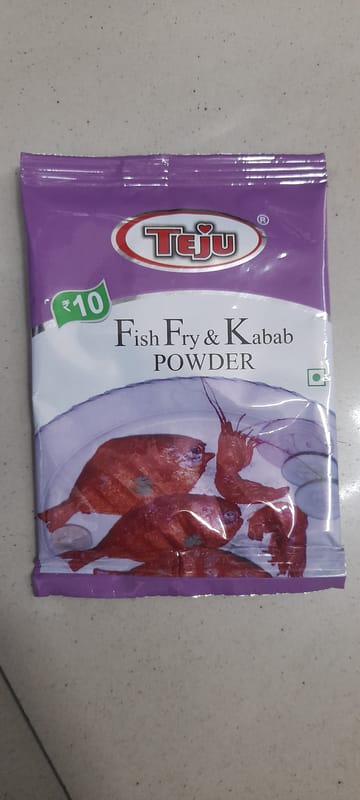 TEJU
®
₹10
Fish Fry & Kabab
POWDER